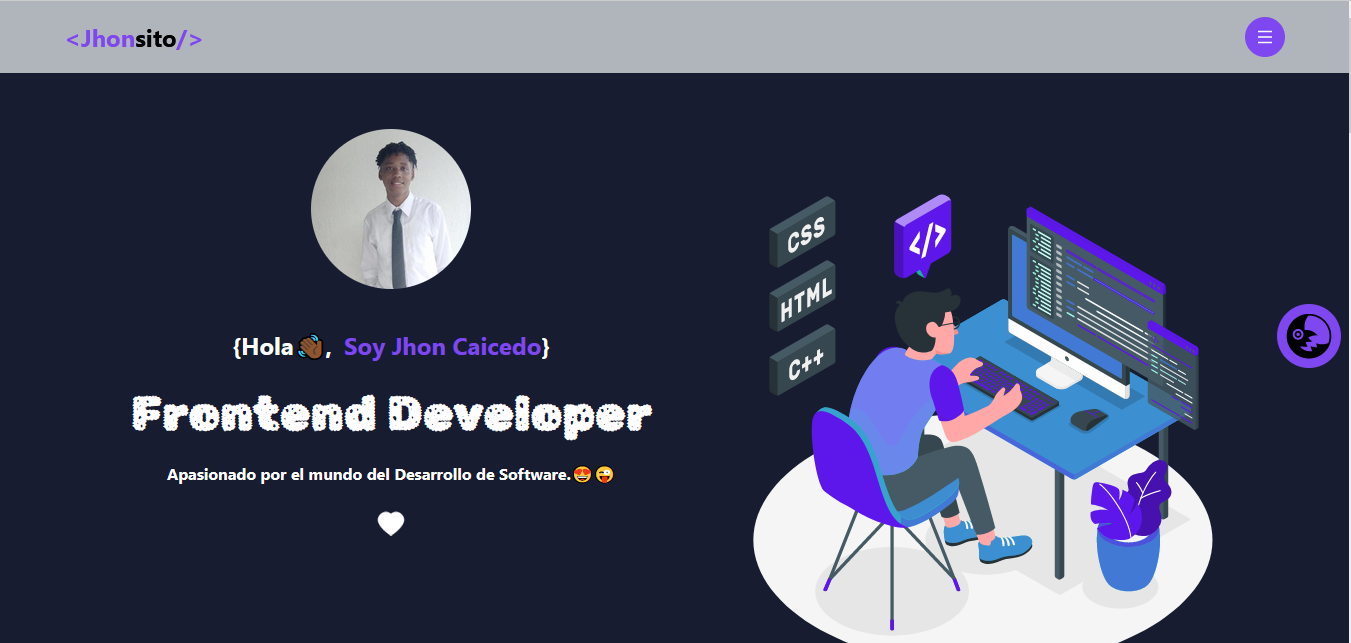 <Jhonsito/>
{Hola👋🏾, Soy Jhon Caicedo}
Frontend Developer
Apasionado por el mundo del Desarrollo de Software.😍😜
CSS
</>
HTML
C++